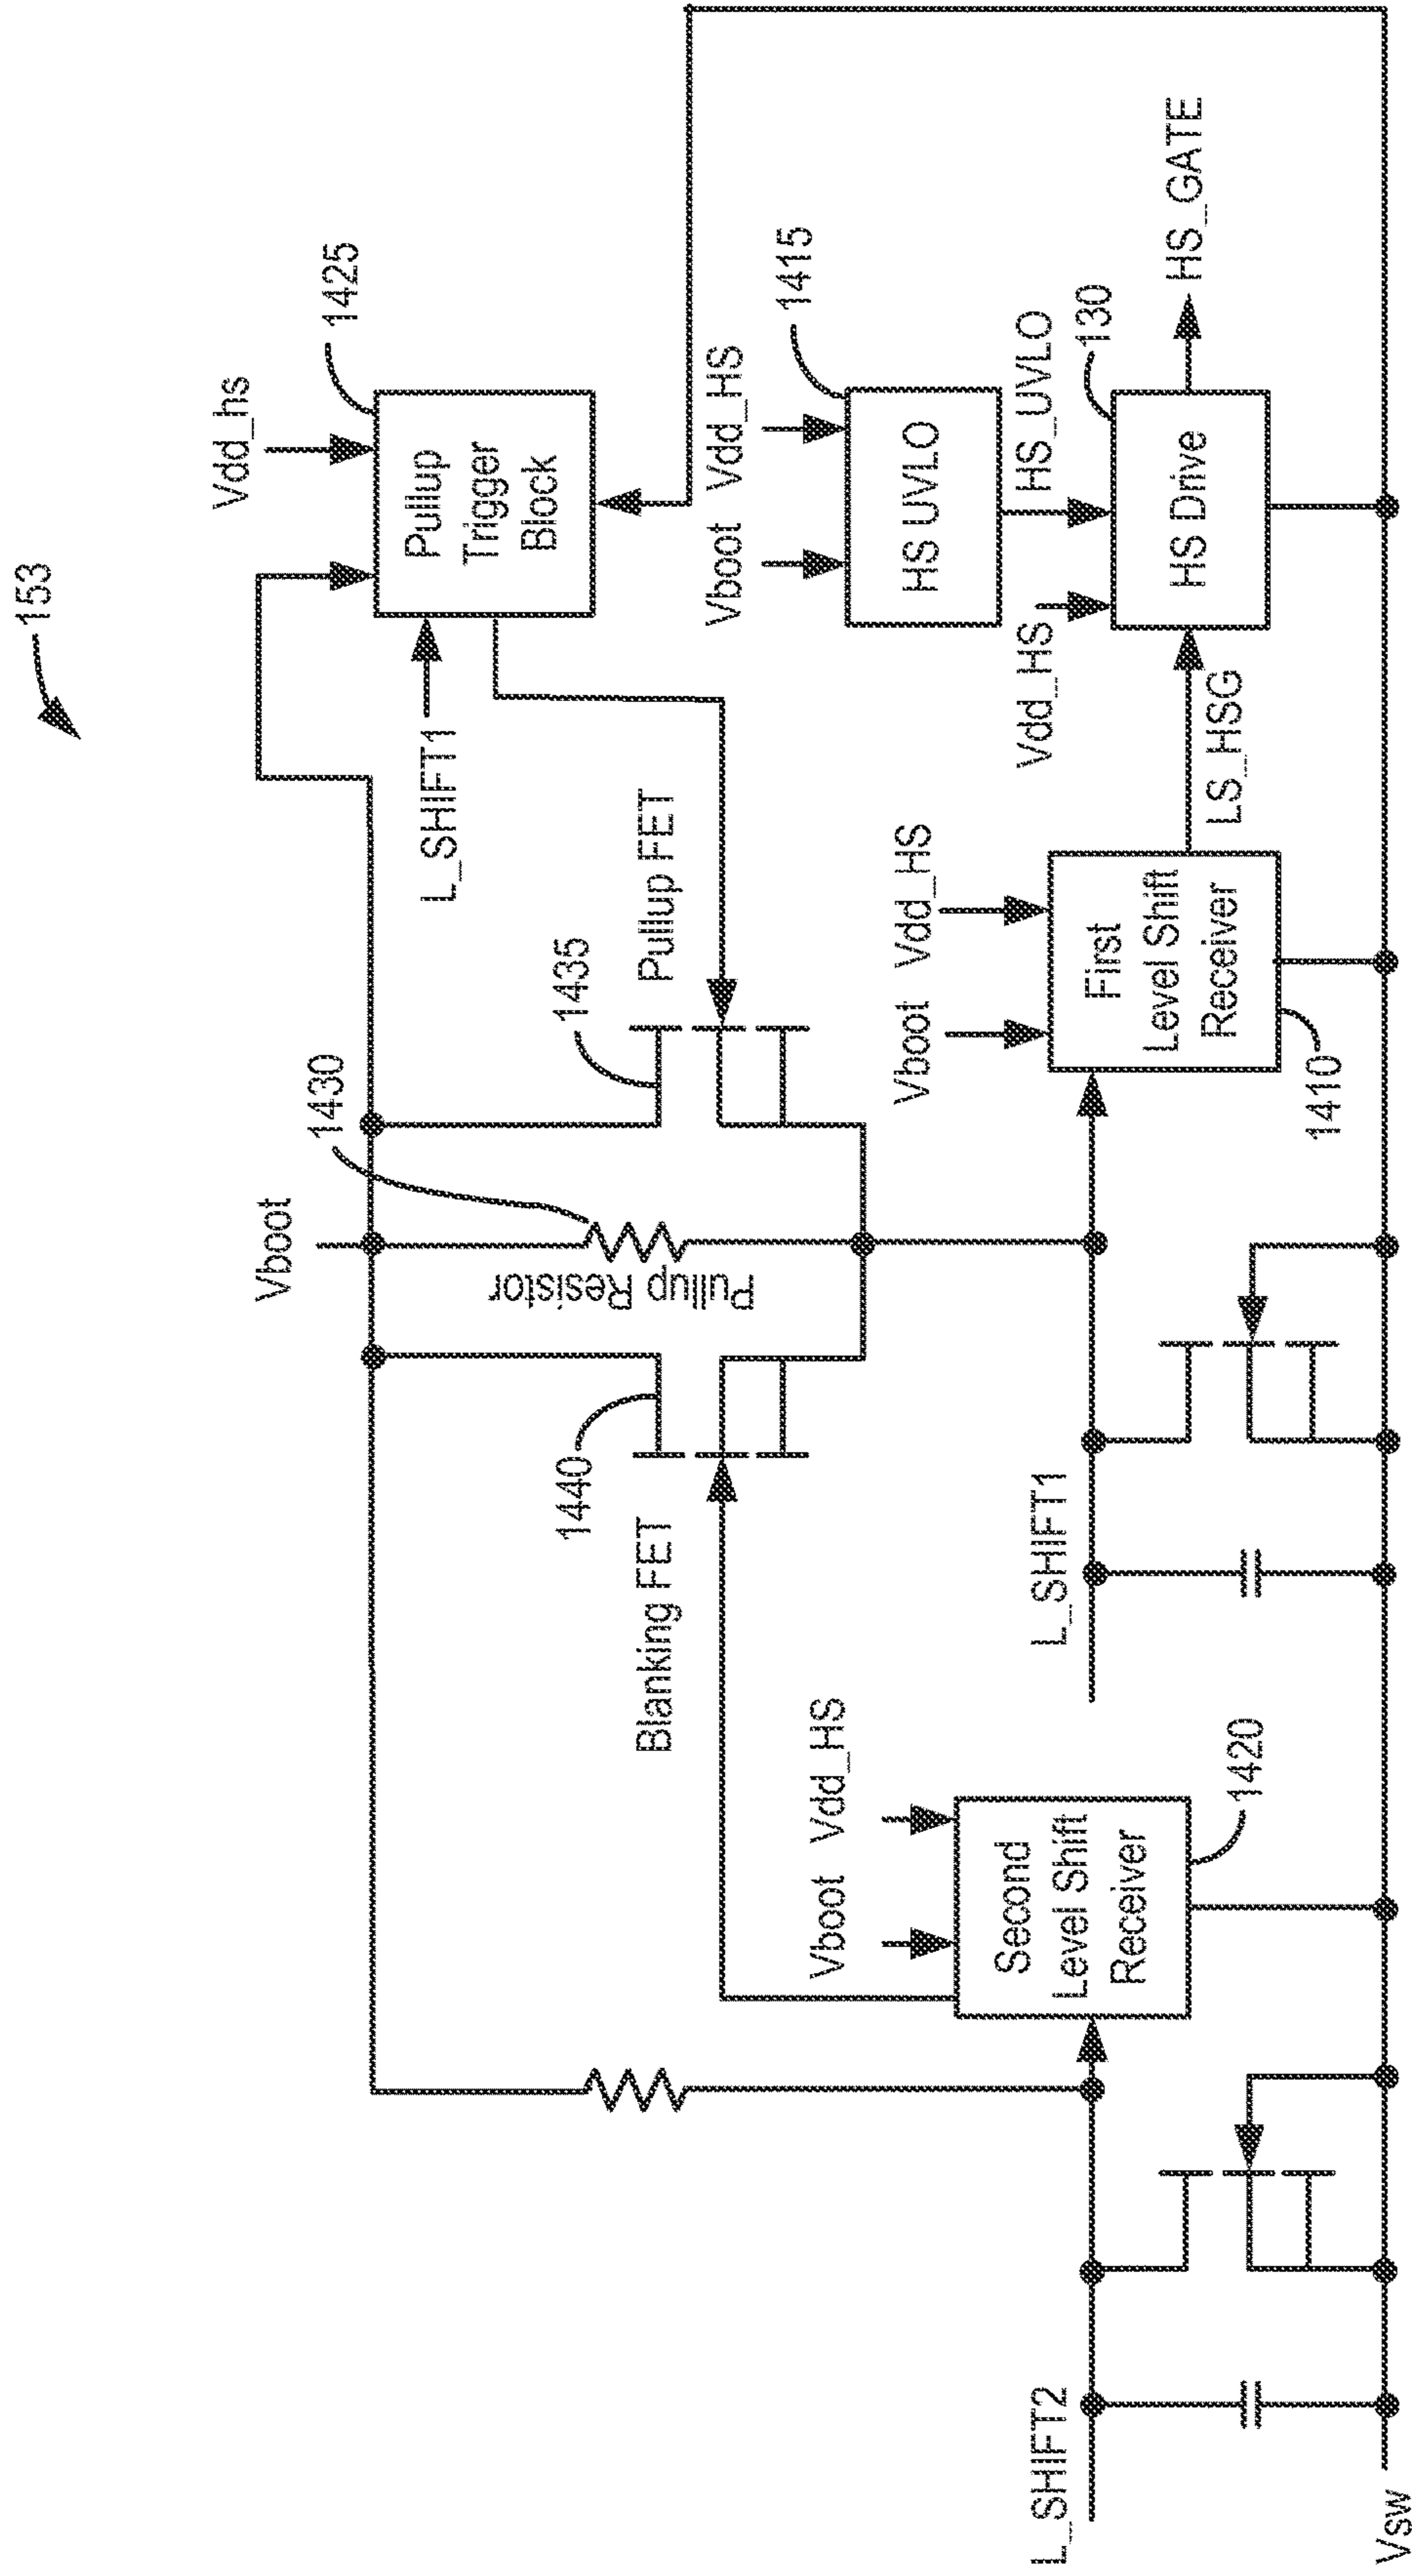 153
Vboot
1430
Pullup Resistor
1440
Blanking FET
1435
Pullup FET
Vdd_hs
1425
Pullup
Trigger
Block
L_SHIFT1
Vboot
Vdd_HS
1415
HS UVLO
HS_UVLO
Vdd_HS
130
HS Drive
HS_GATE
LS_HSG
Vboot
Vdd_HS
First
Level Shift
Receiver
1410
L_SHIFT1
Vboot
Vdd_HS
Second
Level Shift
Receiver
1420
L_SHIFT2
Vsw